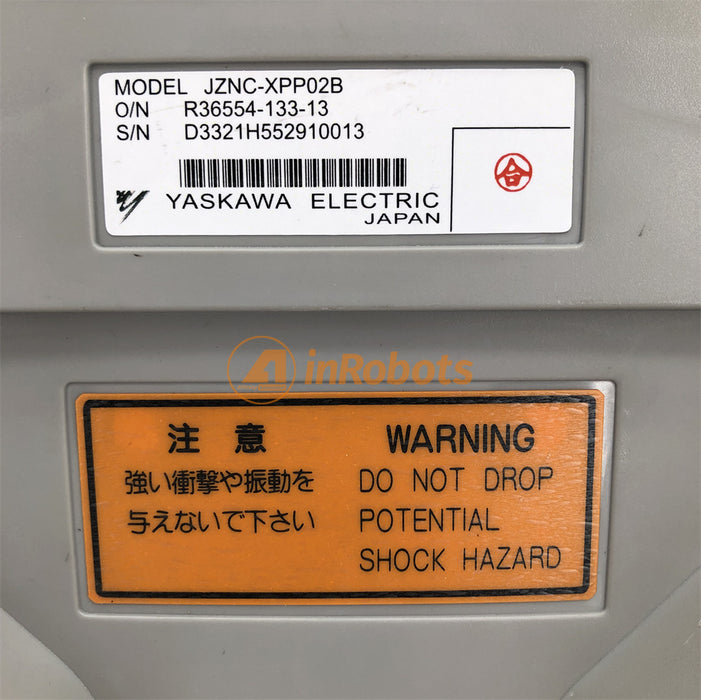 MODEL JZNC-XPP02B
O/N R36554-133-13
S/N D3321H552910013
合
YASKAWA ELECTRIC
JAPAN
inRobots
注 意
強い衝撃や振動を
与えないで下さい
WARNING
DO NOT DROP
POTENTIAL
SHOCK HAZARD